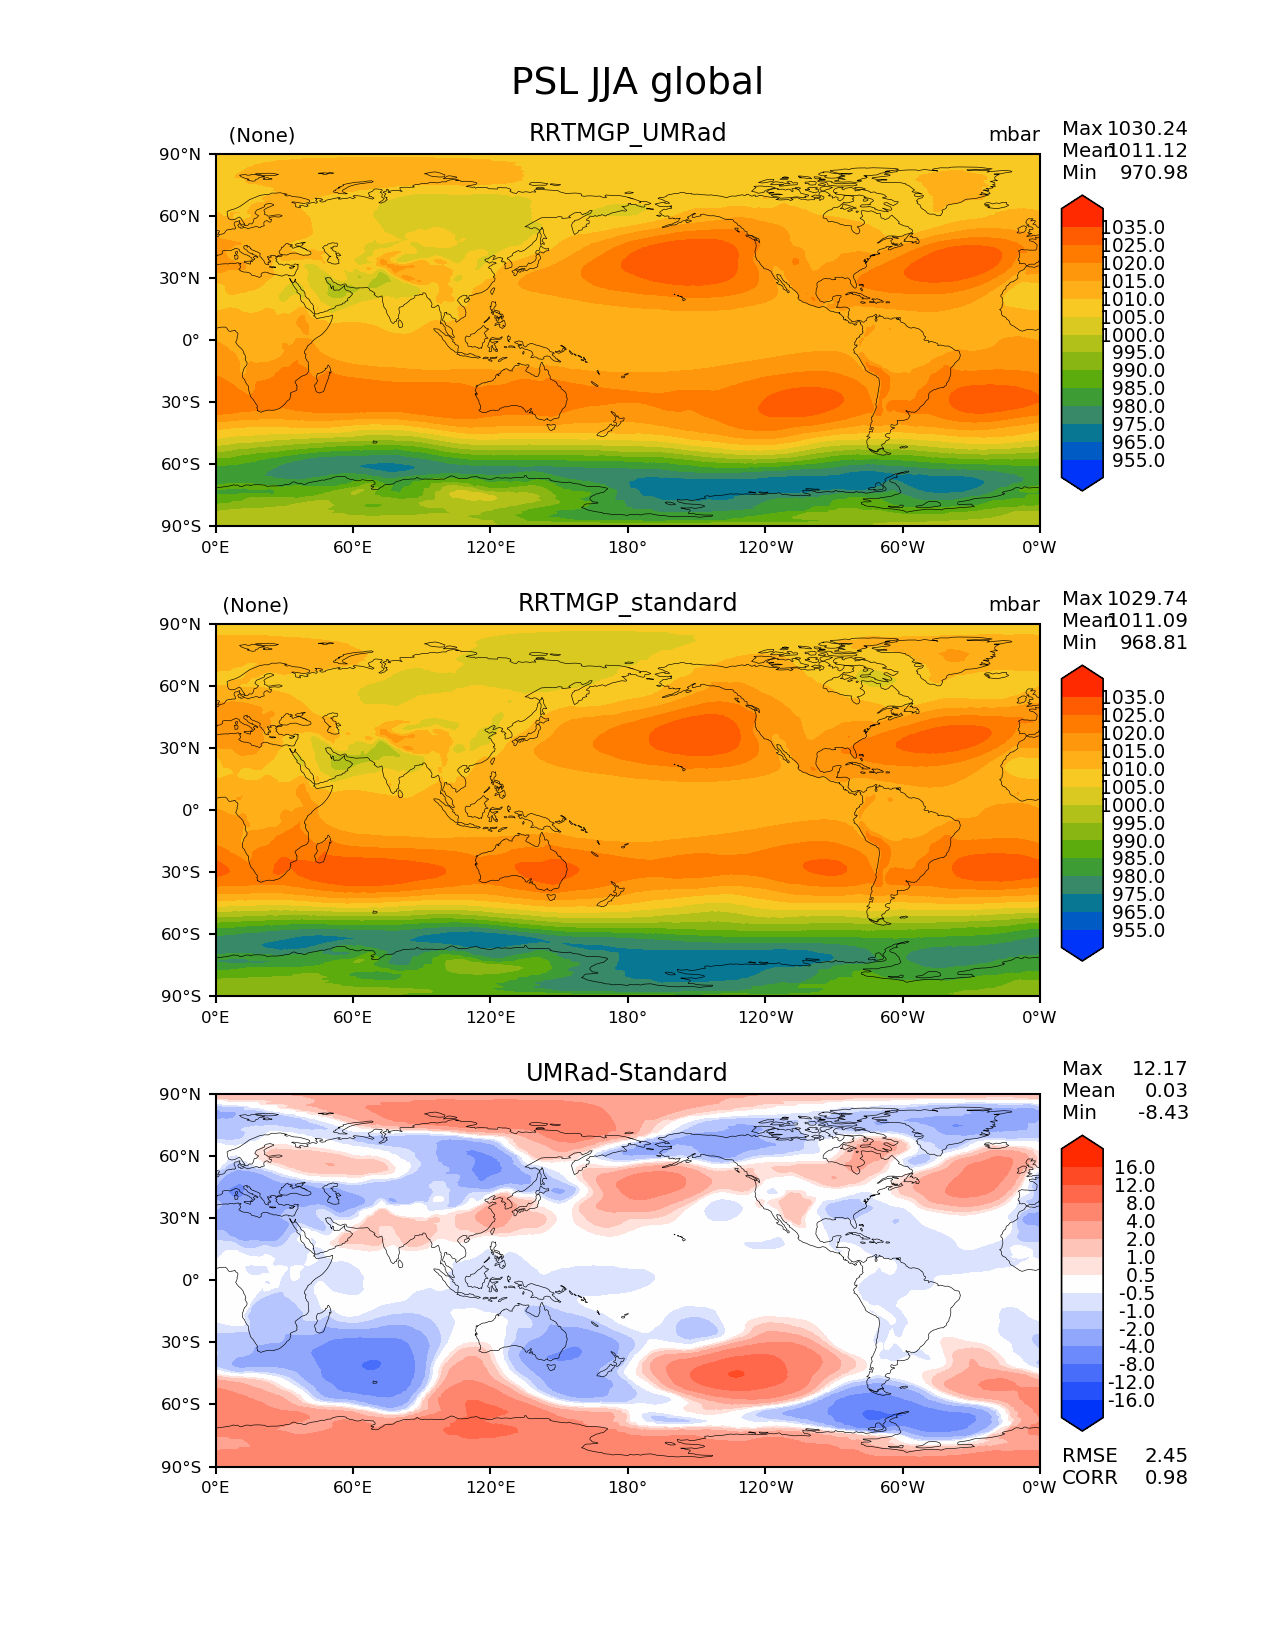 PSL JJA global
(None) RRTMGP_UMRad mbar
Max 1030.24
Mean 1011.12
Min 970.98
90°N
60°N
30°N
0°
30°S
60°S
90°S
0°E 60°E 120°E 180° 120°W 60°W 0°W
1035.0
1025.0
1020.0
1015.0
1010.0
1005.0
1000.0
995.0
990.0
985.0
980.0
975.0
965.0
955.0
(None) RRTMGP_standard mbar
Max 1029.74
Mean 1011.09
Min 968.81
90°N
60°N
30°N
0°
30°S
60°S
90°S
0°E 60°E 120°E 180° 120°W 60°W 0°W
1035.0
1025.0
1020.0
1015.0
1010.0
1005.0
1000.0
995.0
990.0
985.0
980.0
975.0
965.0
955.0
UMRad-Standard
Max 12.17
Mean 0.03
Min -8.43
90°N
60°N
30°N
0°
30°S
60°S
90°S
0°E 60°E 120°E 180° 120°W 60°W 0°W
16.0
12.0
8.0
4.0
2.0
1.0
0.5
-0.5
-1.0
-2.0
-4.0
-8.0
-12.0
-16.0
RMSE 2.45
CORR 0.98